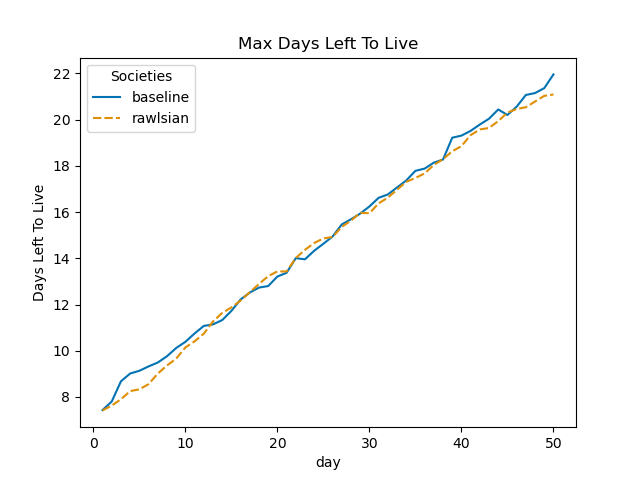 Max Days Left To Live
Societies
baseline
rawlsian
Days Left To Live
22
20
18
16
14
12
10
8
0 10 20 30 40 50
day